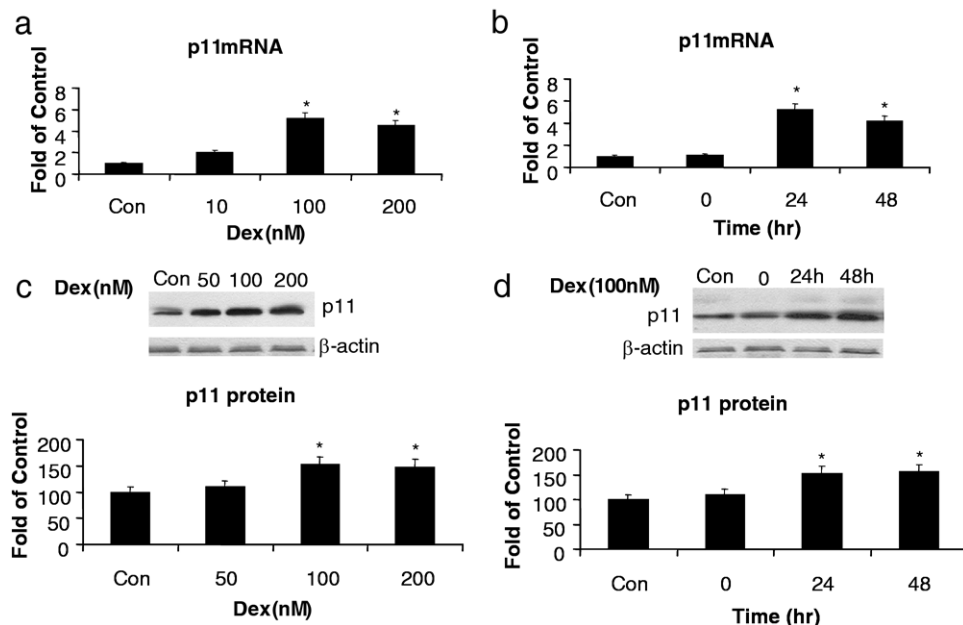 a
p11mRNA
Fold of Control
8
6
4
2
0
* *
Con 10 100 200
Dex(nM)
b
p11mRNA
Fold of Control
8
6
4
2
0
* *
Con 0 24 48
Time (hr)
c
Dex(nM) Con 50 100 200
p11
β-actin
p11 protein
Fold of Control
200
150
100
50
0
* *
Con 50 100 200
Dex(nM)
d
Dex(100nM) Con 0 24h 48h
p11
β-actin
p11 protein
Fold of Control
200
150
100
50
0
* *
Con 0 24 48
Time (hr)